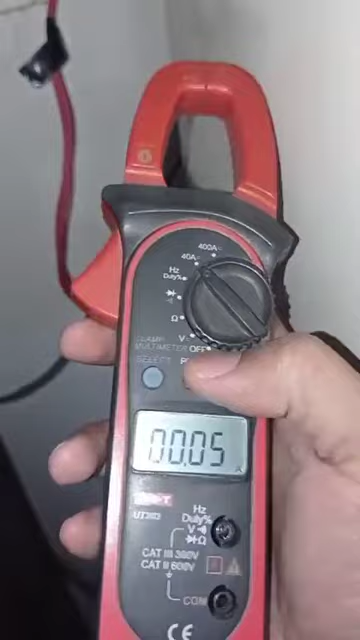 400A
40A
Hz
Duty%
Ω
V
OFF
CLAMP
MULTIMETER
SELECT
00.05
A
UNI-T
UT202
Hz
Duty%
V
Ω
CAT III 300V
CAT II 600V
COM
CE